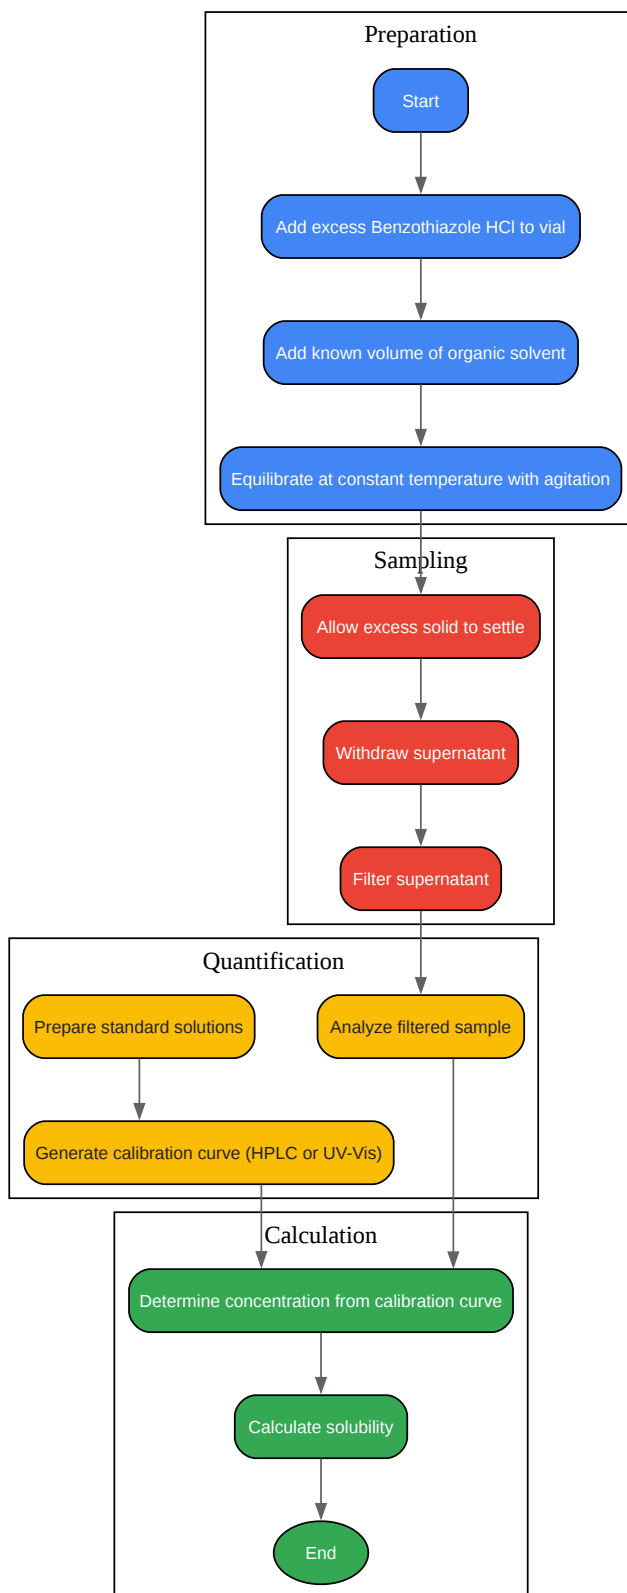 Preparation
Start
Add excess Benzothiazole HCl to vial
Add known volume of organic solvent
Equilibrate at constant temperature with agitation
Sampling
Allow excess solid to settle
Withdraw supernatant
Filter supernatant
Quantification
Prepare standard solutions
Analyze filtered sample
Generate calibration curve (HPLC or UV-Vis)
Calculation
Determine concentration from calibration curve
Calculate solubility
End